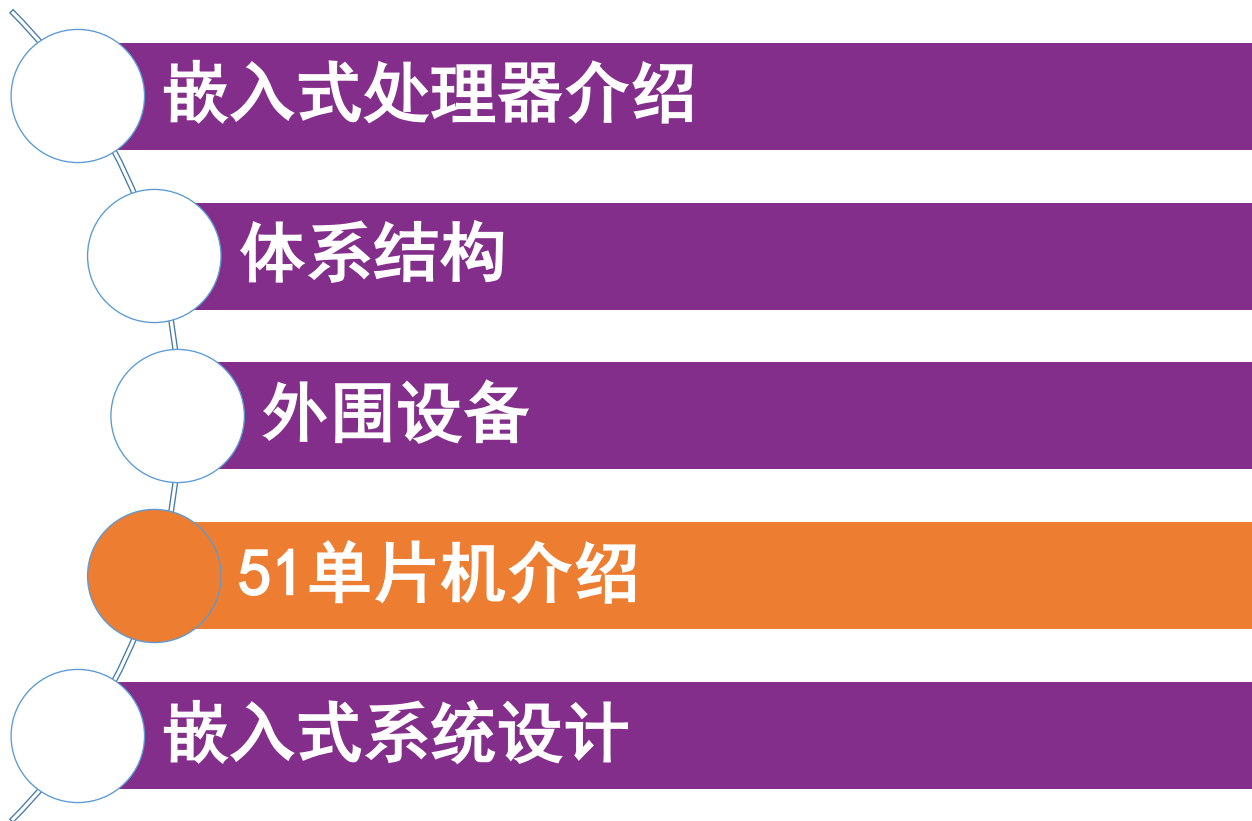 嵌入式处理器介绍
体系结构
外围设备
51单片机介绍
嵌入式系统设计